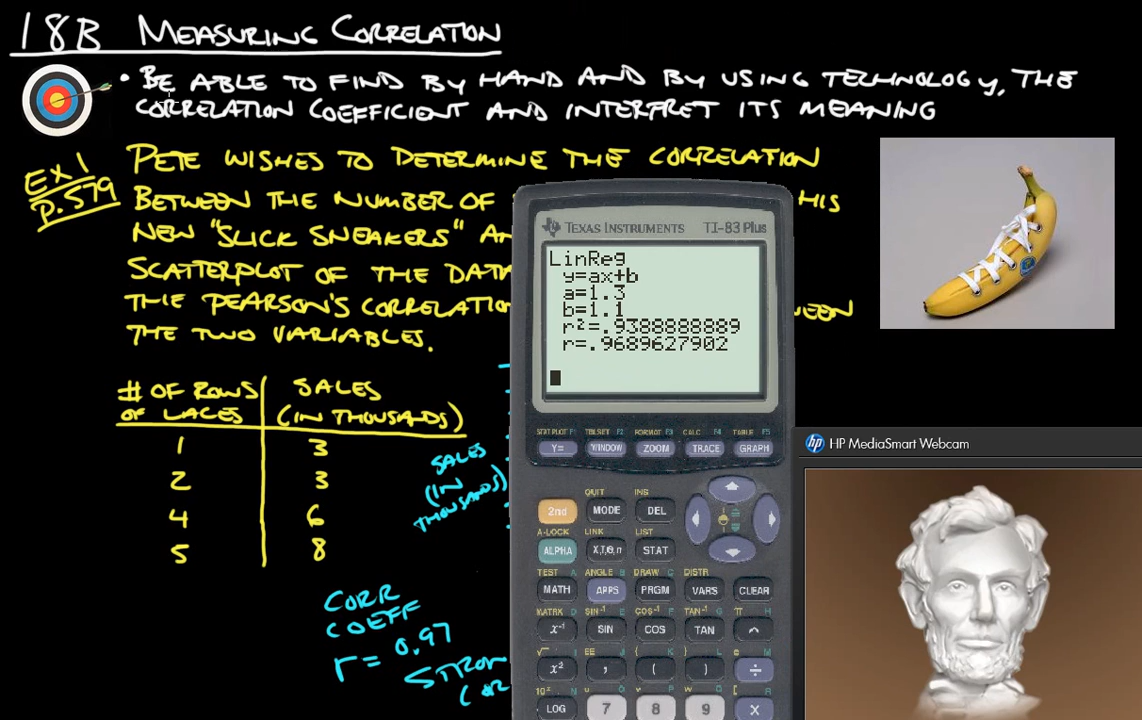 18B MEASURING CORRELATION
• BE ABLE TO FIND BY HAND AND BY USING TECHNOLOGY, THE
CORRELATION COEFFICIENT AND INTERPRET ITS MEANING
EX 1
P. 579
PETE WISHES TO DETERMINE THE CORRELATION
BETWEEN THE NUMBER OF HIS
NEW "SLICK SNEAKERS"
SCATTERPLOT OF THE DATA
THE PEARSON'S CORRELATION
THE TWO VARIABLES.
# OF ROWS OF LACES SALES (IN THOUSANDS)
1 3
2 3
4 6
5 8
SALES
(IN
THOUSANDS)
CORR
COEFF
r = 0.97
TEXAS INSTRUMENTS TI-83 Plus
LinReg
y=ax+b
a=1.3
b=1.1
r²=.9388888889
r=.9689627902
STAT PLOT F1 TBLSET F2 FORMAT F3 CALC F4 TABLE F5
Y= WINDOW ZOOM TRACE GRAPH
QUIT INS
2nd MODE DEL
A-LOCK LINK LIST
ALPHA X,T,Θ,n STAT
TEST A ANGLE B DRAW C DISTR
MATH APPS PRGM VARS CLEAR
MATRX D SIN⁻¹ E COS⁻¹ F TAN⁻¹ G π H
x⁻¹ SIN COS TAN ^
√ I EE J { K } L e M
x² , ( ) ÷
10ˣ N u O v P w Q [ R
LOG 7 8 9 ×
hp HP MediaSmart Webcam